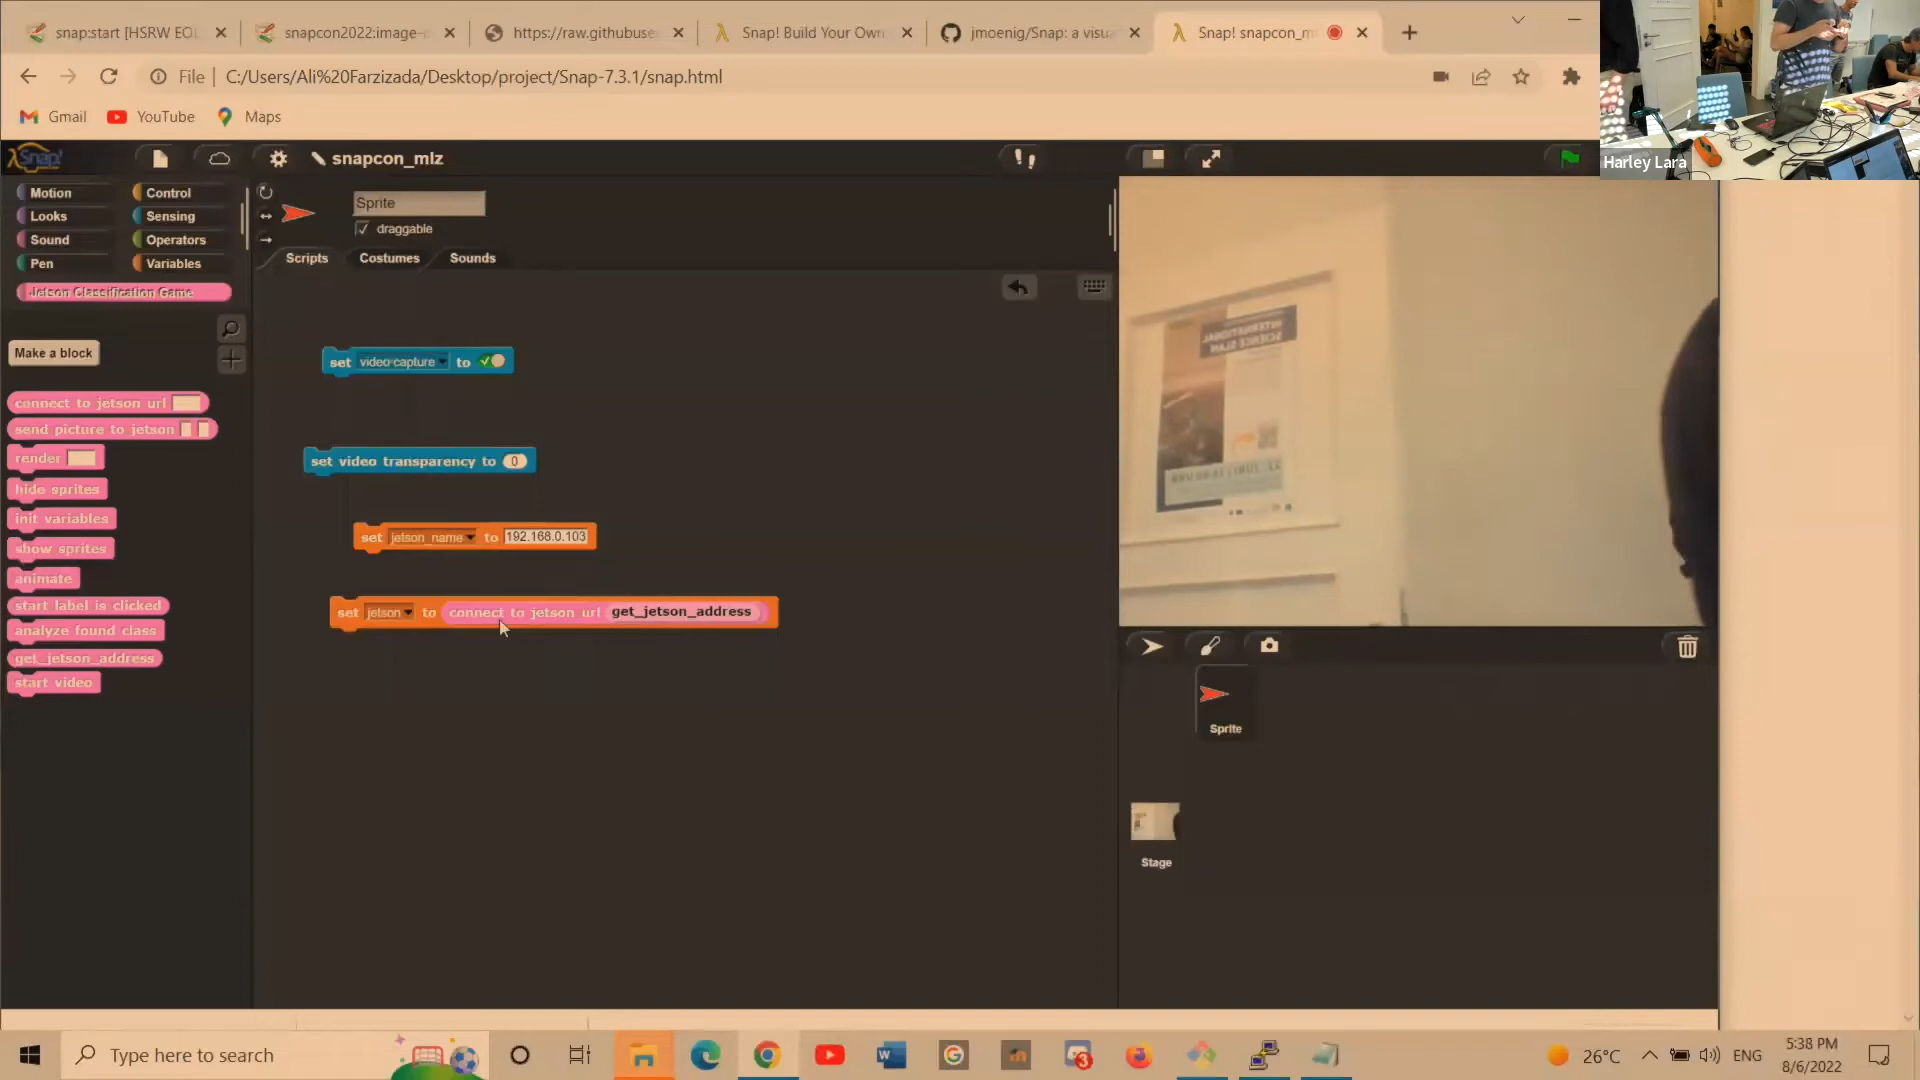 snap:start [HSRW EOL
snapcon2022:image-
https://raw.githubuse
Snap! Build Your Own
jmoenig/Snap: a visua
Snap! snapcon_m
File
C:/Users/Ali%20Farzizada/Desktop/project/Snap-7.3.1/snap.html
Gmail
YouTube
Maps
Harley Lara
Snap!
snapcon_mlz
Motion
Control
Looks
Sensing
Sound
Operators
Pen
Variables
Jetson Classification Game
Sprite
draggable
Scripts
Costumes
Sounds
Make a block
connect to jetson url
send picture to jetson
render
hide sprites
init variables
show sprites
animate
start label is clicked
analyze found class
get_jetson_address
start video
set video capture to
set video transparency to 0
set jetson_name to 192.168.0.103
set jetson to connect to jetson url get_jetson_address
INTERNATIONAL
SCIENCE SLAM
Sprite
Stage
Type here to search
3
26°C
ENG
5:38 PM
8/6/2022